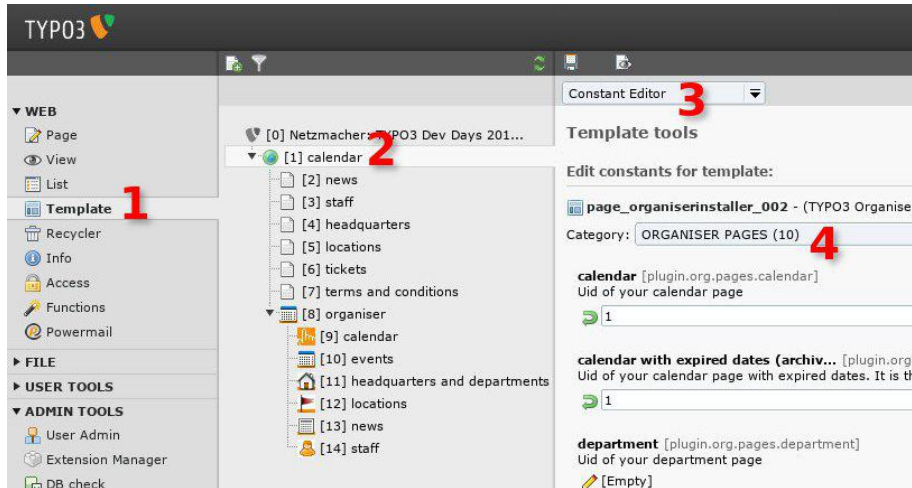 TYPO3
Constant Editor
3
WEB
Page
View
List
Template
1
Recycler
Info
Access
Functions
Powermail
FILE
USER TOOLS
ADMIN TOOLS
User Admin
Extension Manager
DB check
[0] Netzmacher: TYPO3 Dev Days 201...
2
[1] calendar
[2] news
[3] staff
[4] headquarters
[5] locations
[6] tickets
[7] terms and conditions
[8] organiser
[9] calendar
[10] events
[11] headquarters and departments
[12] locations
[13] news
[14] staff
Template tools
Edit constants for template:
page_organiserinstaller_002 - (TYPO3 Organise
Category: ORGANISER PAGES (10)
4
calendar [plugin.org.pages.calendar]
Uid of your calendar page
1
calendar with expired dates (archiv... [plugin.org
Uid of your calendar page with expired dates. It is th
1
department [plugin.org.pages.department]
Uid of your department page
[Empty]